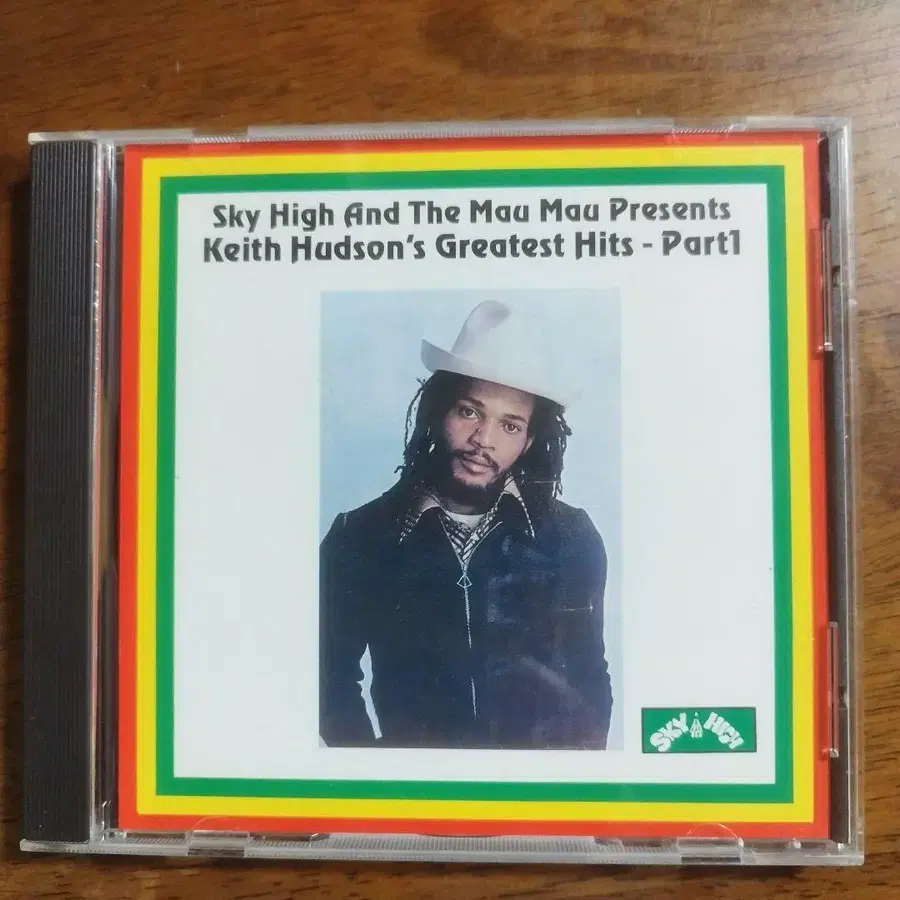 Sky High And The Mau Mau Presents
Keith Hudson's Greatest Hits - Part1
SKY HIGH